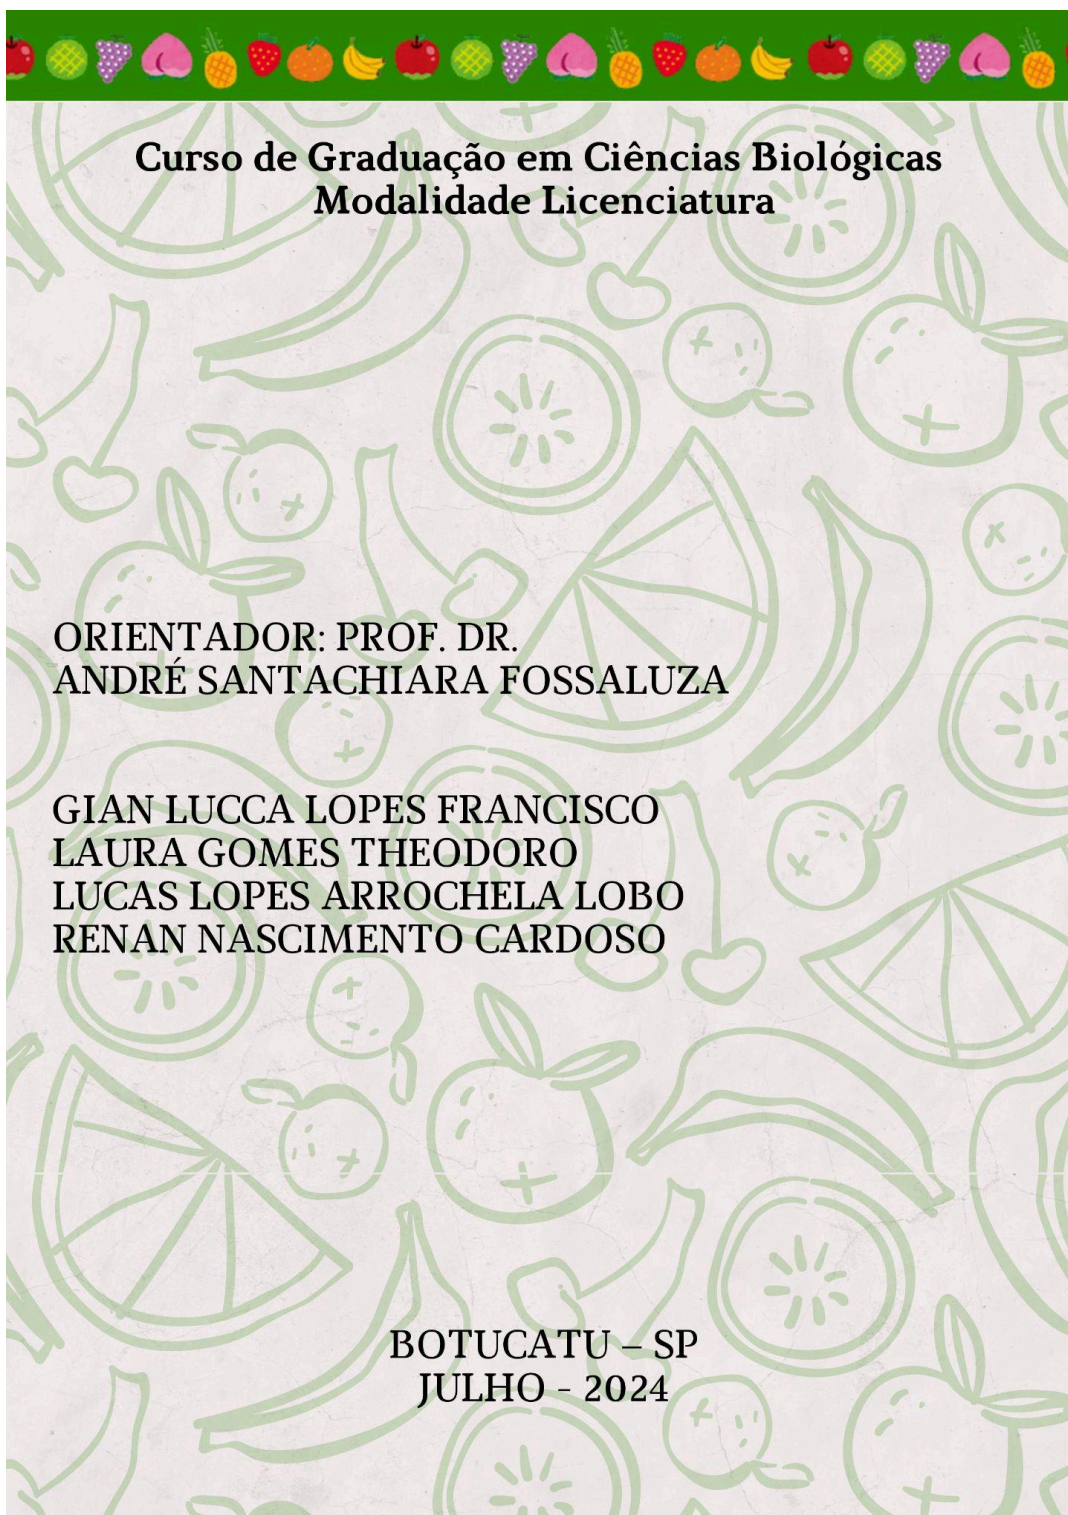 Curso de Graduação em Ciências Biológicas
Modalidade Licenciatura
ORIENTADOR: PROF. DR.
ANDRÉ SANTACHIARA FOSSALUZA
GIAN LUCCA LOPES FRANCISCO
LAURA GOMES THEODORO
LUCAS LOPES ARROCHELA LOBO
RENAN NASCIMENTO CARDOSO
BOTUCATU – SP
JULHO - 2024